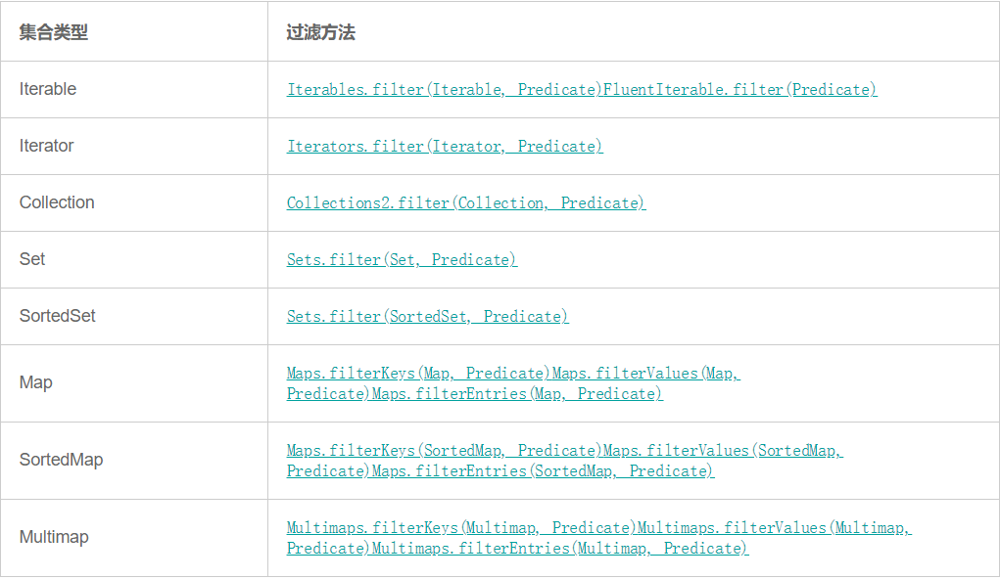 集合类型 过滤方法
Iterable Iterables.filter(Iterable, Predicate)FluentIterable.filter(Predicate)
Iterator Iterators.filter(Iterator, Predicate)
Collection Collections2.filter(Collection, Predicate)
Set Sets.filter(Set, Predicate)
SortedSet Sets.filter(SortedSet, Predicate)
Map Maps.filterKeys(Map, Predicate)Maps.filterValues(Map,
Predicate)Maps.filterEntries(Map, Predicate)
SortedMap Maps.filterKeys(SortedMap, Predicate)Maps.filterValues(SortedMap,
Predicate)Maps.filterEntries(SortedMap, Predicate)
Multimap Multimaps.filterKeys(Multimap, Predicate)Multimaps.filterValues(Multimap,
Predicate)Multimaps.filterEntries(Multimap, Predicate)